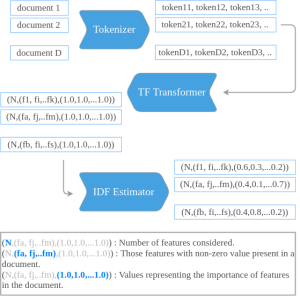 document 1
document 2
document D
Tokenizer
token11, token12, token13, ..
token21, token22, token23, ..
tokenD1, tokenD2, tokenD3, ..
TF Transformer
(N,(f1, fi,..fk),(1.0,1.0,...1.0))
(N,(fa, fj,..fm),(1.0,1.0,...1.0))
(N,(fb, fi,..fs),(1.0,1.0,...1.0))
IDF Estimator
(N,(f1, fi,..fk),(0.6,0.3,...0.2))
(N,(fa, fj,..fm),(0.4,0.1,...0.7))
(N,(fb, fi,..fs),(0.4,0.8,...0.2))
(N,(fa, fj,..fm),(1.0,1.0,...1.0)) : Number of features considered.
(N,(fa, fj,..fm),(1.0,1.0,...1.0)) : Those features with non-zero value present in a
document.
(N,(fa, fj,..fm),(1.0,1.0,...1.0)) : Values representing the importance of features
in the document.